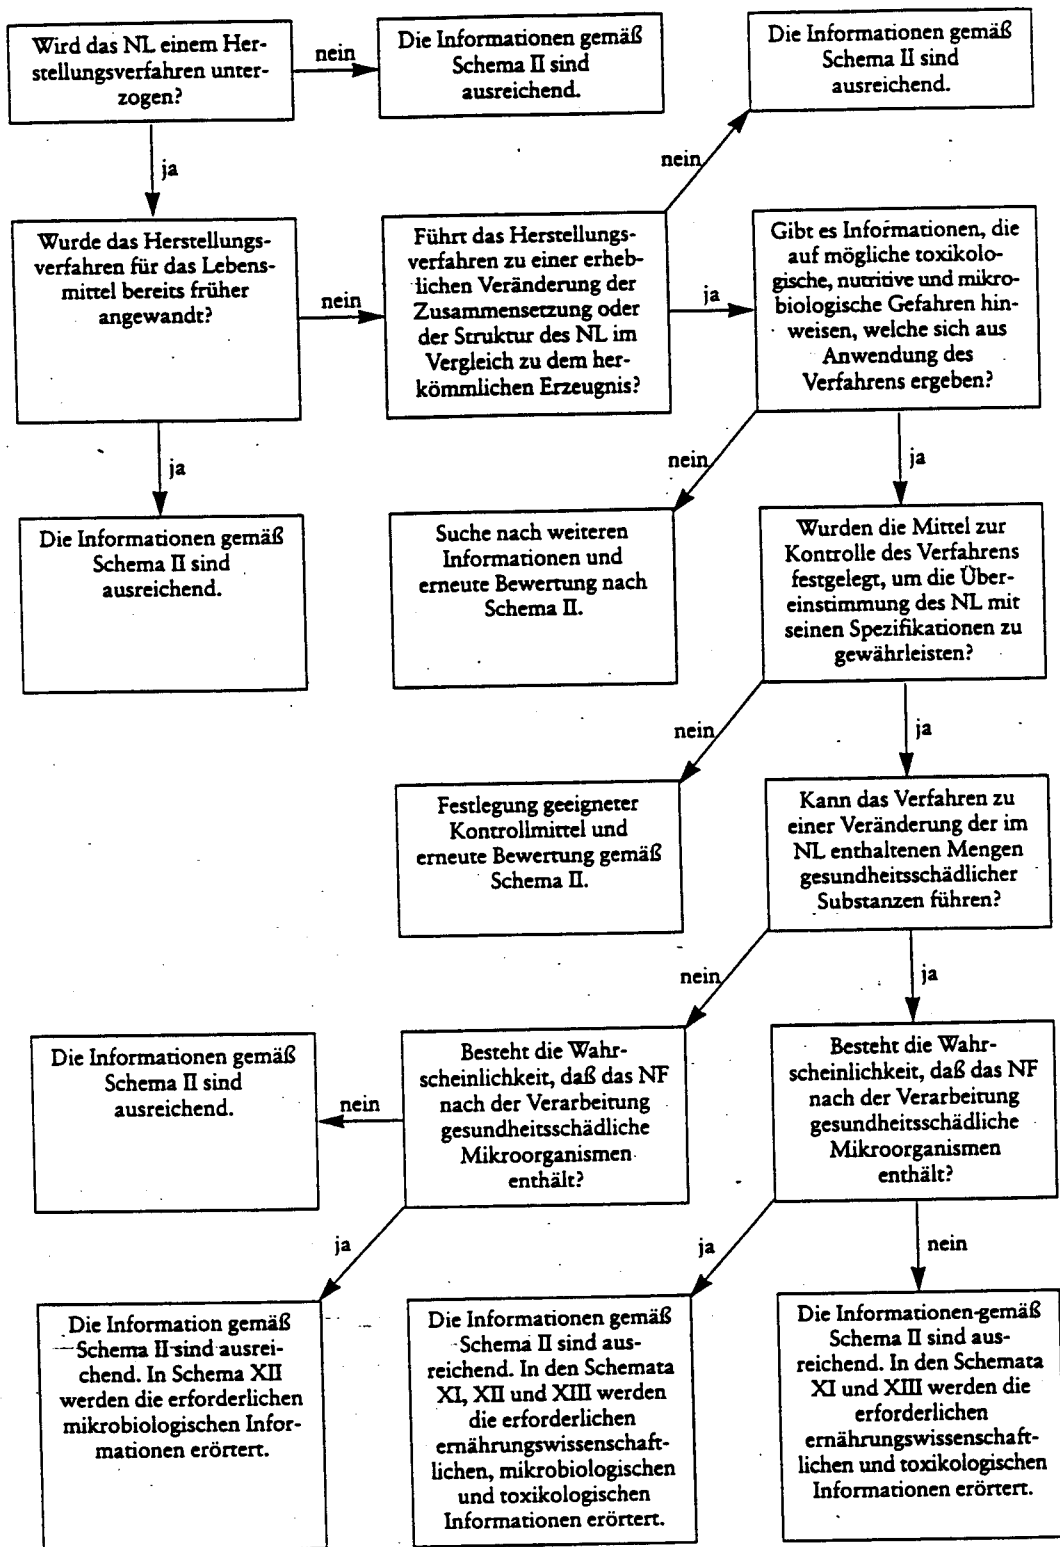 Wird das NL einem Her-
stellungsverfahren unter-
zogen?
nein
Die Informationen gemäß
Schema II sind
ausreichend.
Die Informationen gemäß
Schema II sind
ausreichend.
ja
nein
Wurde das Herstellungs-
verfahren für das Lebens-
mittel bereits früher
angewandt?
nein
Führt das Herstellungs-
verfahren zu einer erheb-
lichen Veränderung der
Zusammensetzung oder
der Struktur des NL im
Vergleich zu dem her-
kömmlichen Erzeugnis?
ja
Gibt es Informationen, die
auf mögliche toxikolo-
gische, nutritive und mikro-
biologische Gefahren hin-
weisen, welche sich aus
Anwendung des
Verfahrens ergeben?
ja
nein
ja
Die Informationen gemäß
Schema II sind
ausreichend.
Suche nach weiteren
Informationen und
erneute Bewertung nach
Schema II.
Wurden die Mittel zur
Kontrolle des Verfahrens
festgelegt, um die Über-
einstimmung des NL mit
seinen Spezifikationen zu
gewährleisten?
nein
ja
Festlegung geeigneter
Kontrollmittel und
erneute Bewertung gemäß
Schema II.
Kann das Verfahren zu
einer Veränderung der im
NL enthaltenen Mengen
gesundheitsschädlicher
Substanzen führen?
nein
ja
Die Informationen gemäß
Schema II sind
ausreichend.
nein
Besteht die Wahr-
scheinlichkeit, daß das NF
nach der Verarbeitung
gesundheitsschädliche
Mikroorganismen
enthält?
Besteht die Wahr-
scheinlichkeit, daß das NF
nach der Verarbeitung
gesundheitsschädliche
Mikroorganismen
enthält?
ja
ja
nein
Die Information gemäß
Schema II sind ausrei-
chend. In Schema XII
werden die erforderlichen
mikrobiologischen Infor-
mationen erörtert.
Die Informationen gemäß
Schema II sind aus-
reichend. In den Schemata
XI, XII und XIII werden
die erforderlichen
ernährungswissenschaft-
lichen, mikrobiologischen
und toxikologischen
Informationen erörtert.
Die Informationen gemäß
Schema II sind aus-
reichend. In den Schemata
XI und XIII werden die
erforderlichen
ernährungswissenschaft-
lichen und toxikologischen
Informationen erörtert.